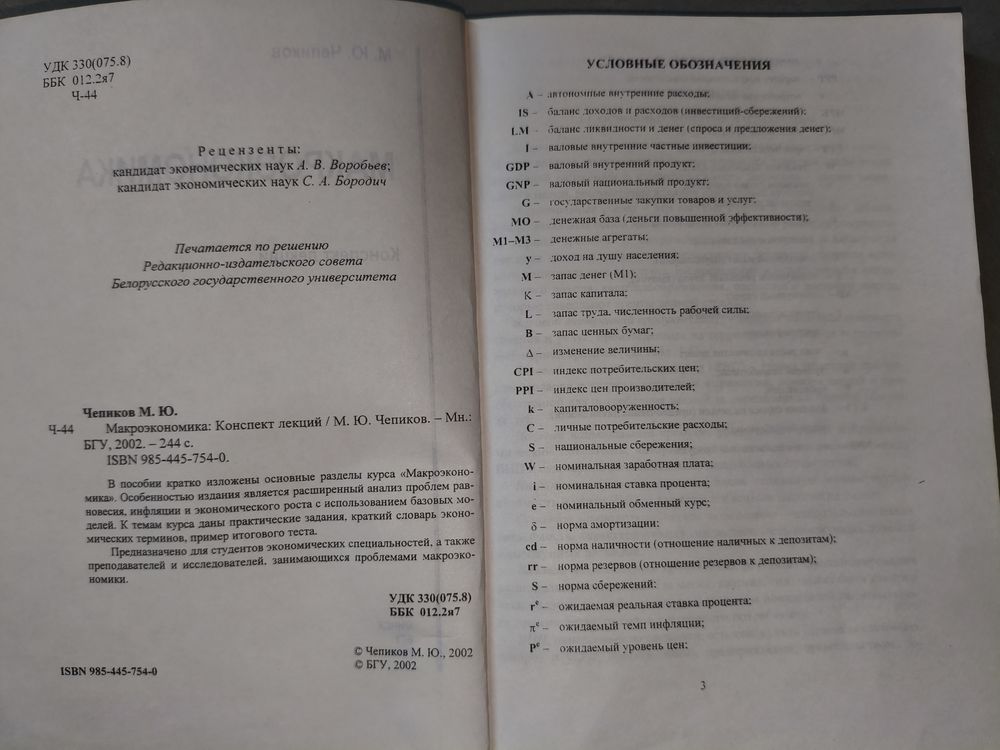 УДК 330(075.8)
ББК 012.2я7
Ч-44
Рецензенты:
кандидат экономических наук А. В. Воробьев;
кандидат экономических наук С. А. Бородич
Печатается по решению
Редакционно-издательского совета
Белорусского государственного университета
Чепиков М. Ю.
Ч-44 Макроэкономика: Конспект лекций / М. Ю. Чепиков. – Мн.:
БГУ, 2002. – 244 с.
ISBN 985-445-754-0.
В пособии кратко изложены основные разделы курса «Макроэконо-
мика». Особенностью издания является расширенный анализ проблем рав-
новесия, инфляции и экономического роста с использованием базовых мо-
делей. К темам курса даны практические задания, краткий словарь эконо-
мических терминов, пример итогового теста.
Предназначено для студентов экономических специальностей, а также
преподавателей и исследователей, занимающихся проблемами макроэко-
номики.
УДК 330(075.8)
ББК 012.2я7
© Чепиков М. Ю., 2002
© БГУ, 2002
ISBN 985-445-754-0
УСЛОВНЫЕ ОБОЗНАЧЕНИЯ
A – автономные внутренние расходы;
IS – баланс доходов и расходов (инвестиций-сбережений);
LM – баланс ликвидности и денег (спроса и предложения денег);
I – валовые внутренние частные инвестиции;
GDP – валовый внутренний продукт;
GNP – валовый национальный продукт;
G – государственные закупки товаров и услуг;
MO – денежная база (деньги повышенной эффективности);
M1–M3 – денежные агрегаты;
y – доход на душу населения;
M – запас денег (M1);
K – запас капитала;
L – запас труда, численность рабочей силы;
B – запас ценных бумаг;
Δ – изменение величины;
CPI – индекс потребительских цен;
PPI – индекс цен производителей;
k – капиталовооруженность;
C – личные потребительские расходы;
S – национальные сбережения;
W – номинальная заработная плата;
i – номинальная ставка процента;
e – номинальный обменный курс;
δ – норма амортизации;
cd – норма наличности (отношение наличных к депозитам);
rr – норма резервов (отношение резервов к депозитам);
S – норма сбережений;
rᵉ – ожидаемая реальная ставка процента;
πᵉ – ожидаемый темп инфляции;
Pᵉ – ожидаемый уровень цен;
3